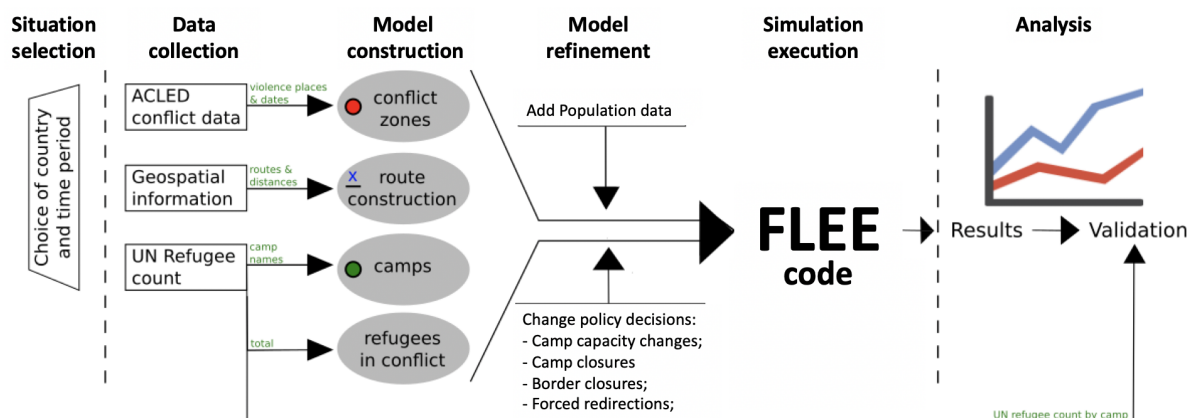 Situation
selection
Data
collection
Model
construction
Model
refinement
Simulation
execution
Analysis
Choice of country
and time period
ACLED
conflict data
violence places
& dates
conflict
zones
Geospatial
information
routes &
distances
x
route
construction
UN Refugee
count
camp
names
camps
total
refugees
in conflict
Add Population data
Change policy decisions:
- Camp capacity changes;
- Camp closures
- Border closures;
- Forced redirections;
FLEE
code
Results
Validation
UN refugee count by camp